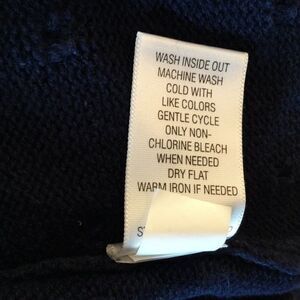 WASH INSIDE OUT
MACHINE WASH
COLD WITH
LIKE COLORS
GENTLE CYCLE
ONLY NON-
CHLORINE BLEACH
WHEN NEEDED
DRY FLAT
WARM IRON IF NEEDED